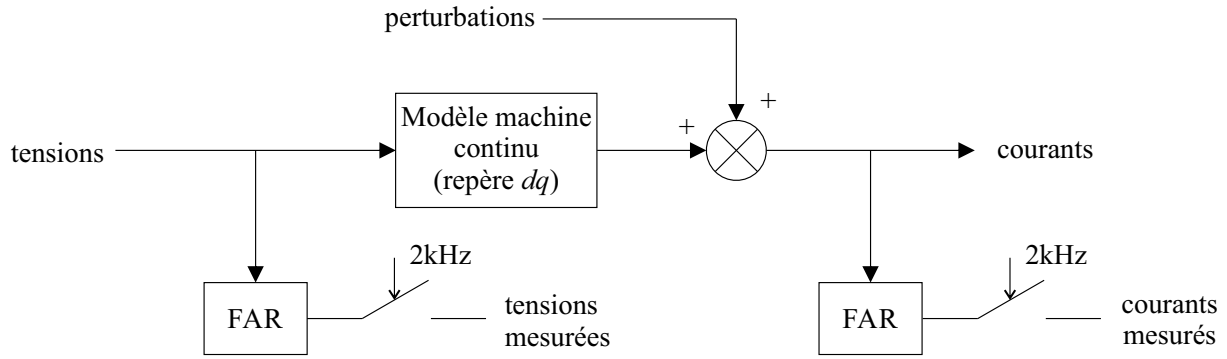 perturbations
+
Modèle machine
continu
(repère dq)
+
tensions
courants
2kHz
2kHz
FAR
tensions
mesurées
FAR
courants
mesurés